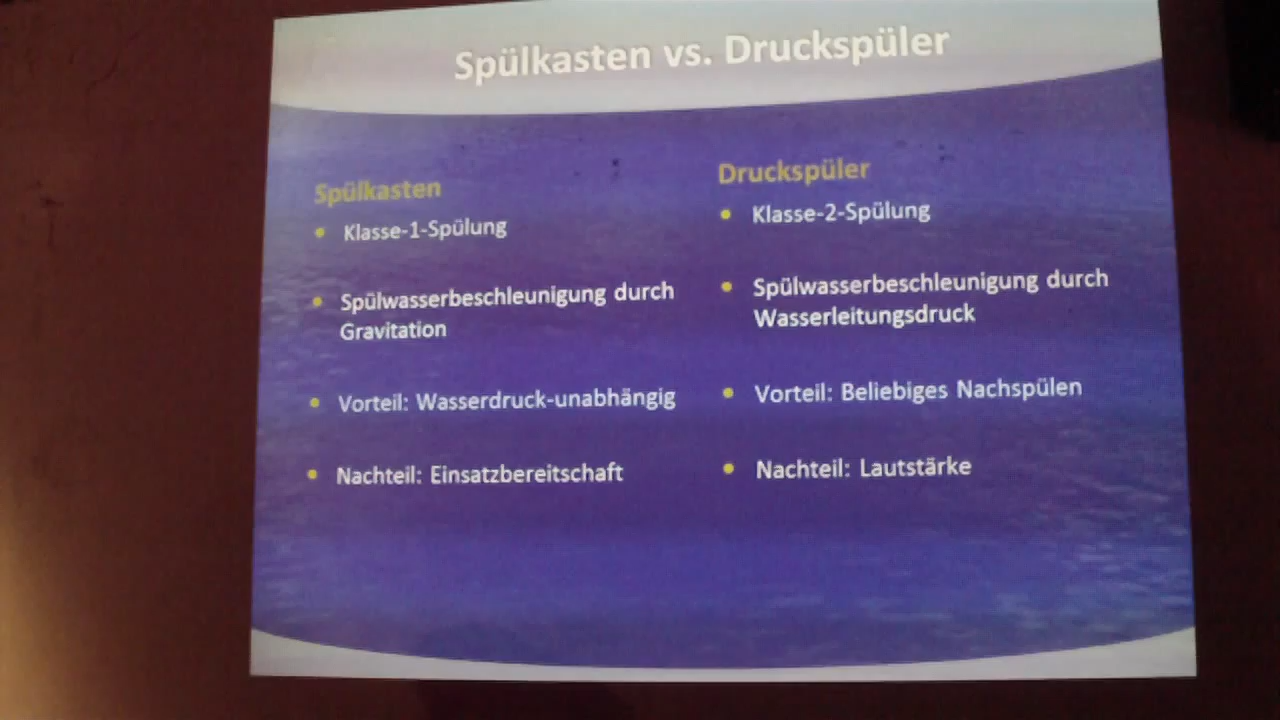 Spülkasten vs. Druckspüler
Spülkasten
• Klasse-1-Spülung
• Spülwasserbeschleunigung durch
Gravitation
• Vorteil: Wasserdruck-unabhängig
• Nachteil: Einsatzbereitschaft
Druckspüler
• Klasse-2-Spülung
• Spülwasserbeschleunigung durch
Wasserleitungsdruck
• Vorteil: Beliebiges Nachspülen
• Nachteil: Lautstärke